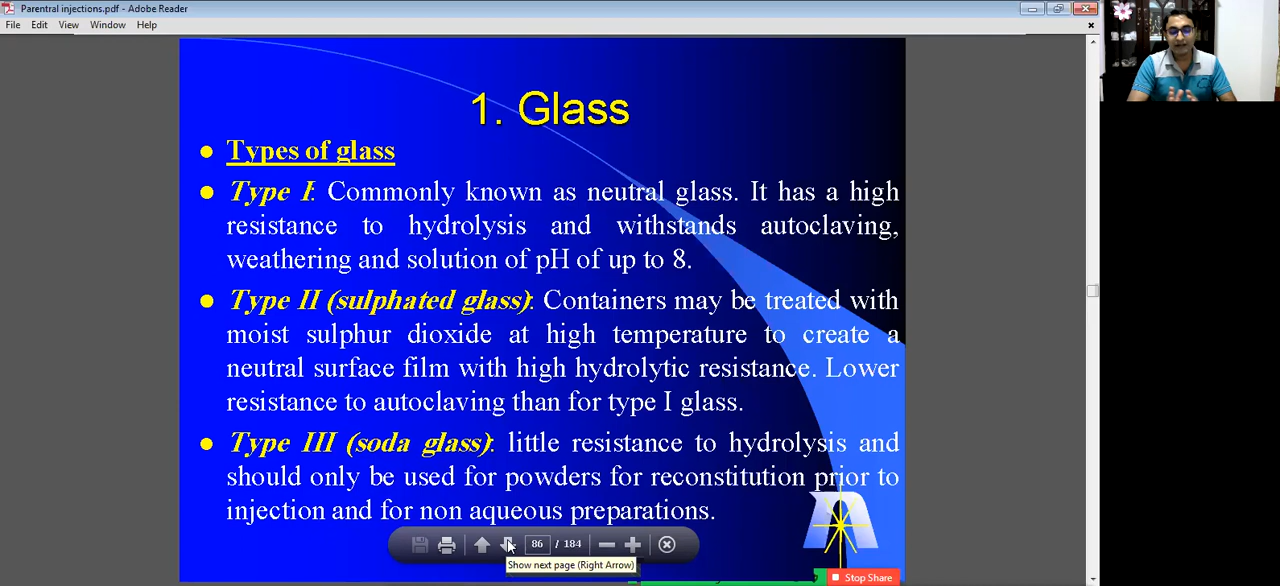 Parentral injections.pdf - Adobe Reader
File Edit View Window Help
1. Glass
Types of glass
Type I: Commonly known as neutral glass. It has a high
resistance to hydrolysis and withstands autoclaving,
weathering and solution of pH of up to 8.
Type II (sulphated glass): Containers may be treated with
moist sulphur dioxide at high temperature to create a
neutral surface film with high hydrolytic resistance. Lower
resistance to autoclaving than for type I glass.
Type III (soda glass): little resistance to hydrolysis and
should only be used for powders for reconstitution prior to
injection and for non aqueous preparations.
86 / 184
Show next page (Right Arrow)
Stop Share